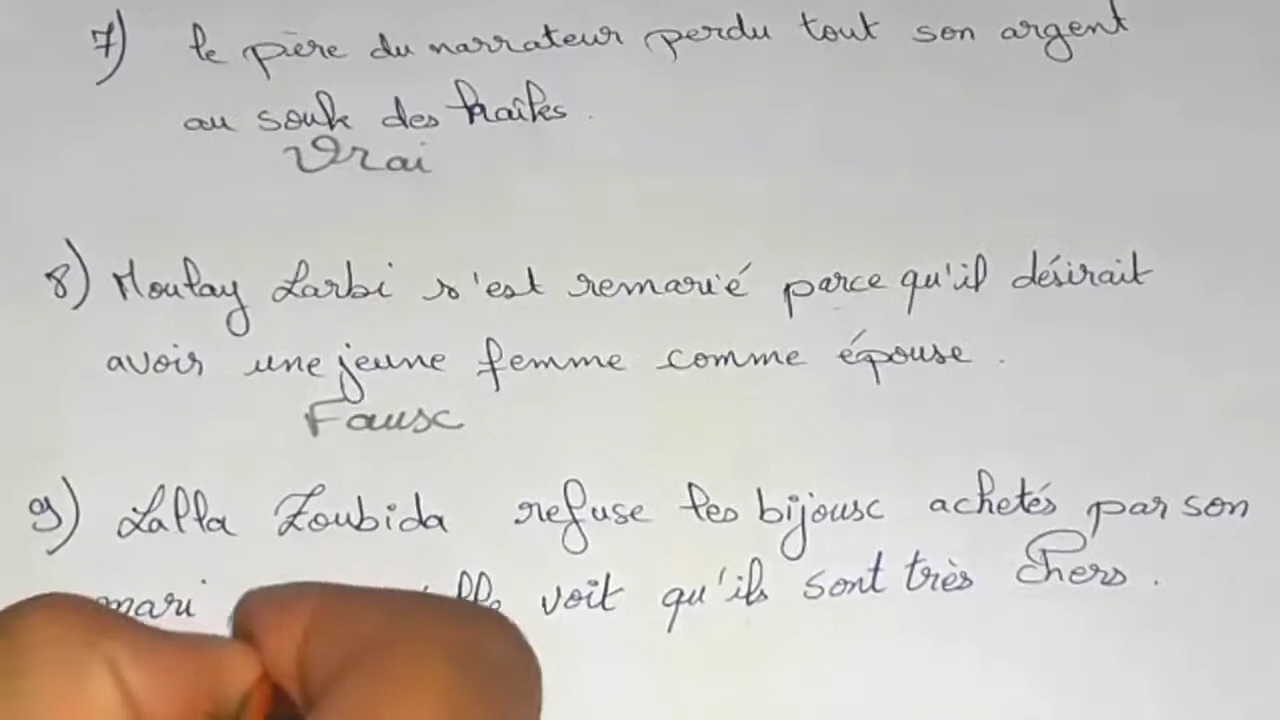 7) le père du narrateur perdu tout son argent
au souk des haïks.
Vrai
8) Moulay Larbi s'est remarié parce qu'il désirait
avoir une jeune femme comme épouse.
Faux
9) Lalla Zoubida refuse les bijoux achetés par son
mari voit qu'ils sont très chers.